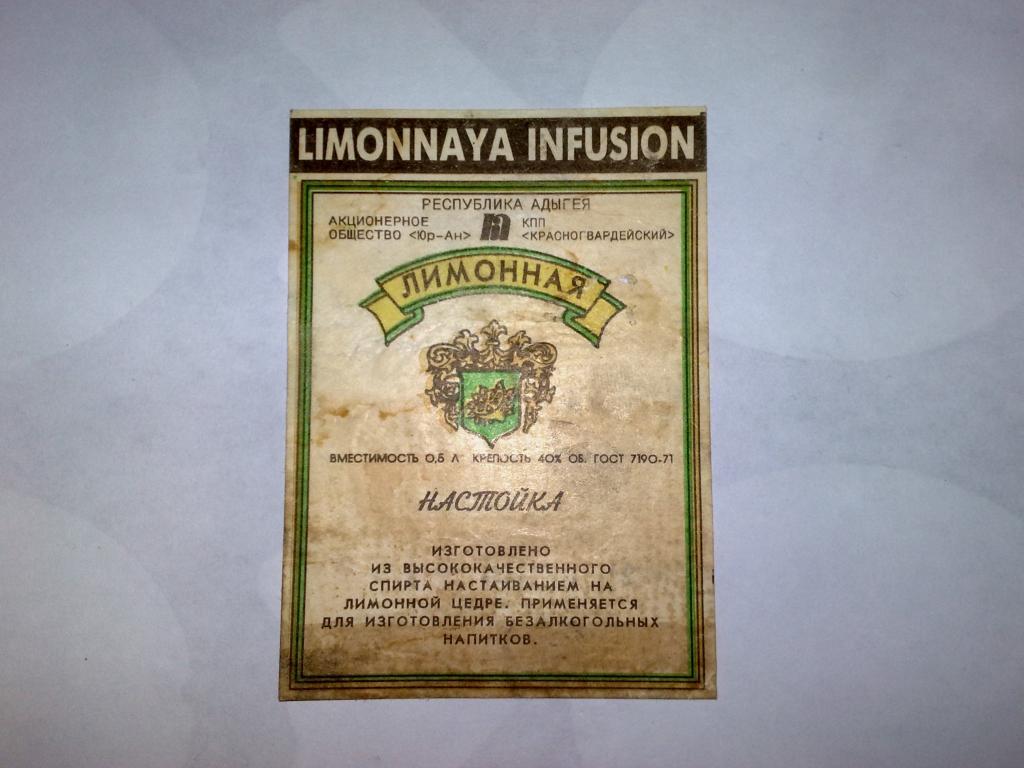 LIMONNAYA INFUSION
РЕСПУБЛИКА АДЫГЕЯ
АКЦИОНЕРНОЕ
ОБЩЕСТВО <Юр-Ан>
КПП
<КРАСНОГВАРДЕЙСКИЙ>
ЛИМОННАЯ
ВМЕСТИМОСТЬ 0,5 Л КРЕПОСТЬ 40% ОБ. ГОСТ 7190-71
НАСТОЙКА
ИЗГОТОВЛЕНО
ИЗ ВЫСОКОКАЧЕСТВЕННОГО
СПИРТА НАСТАИВАНИЕМ НА
ЛИМОННОЙ ЦЕДРЕ. ПРИМЕНЯЕТСЯ
ДЛЯ ИЗГОТОВЛЕНИЯ БЕЗАЛКОГОЛЬНЫХ
НАПИТКОВ.